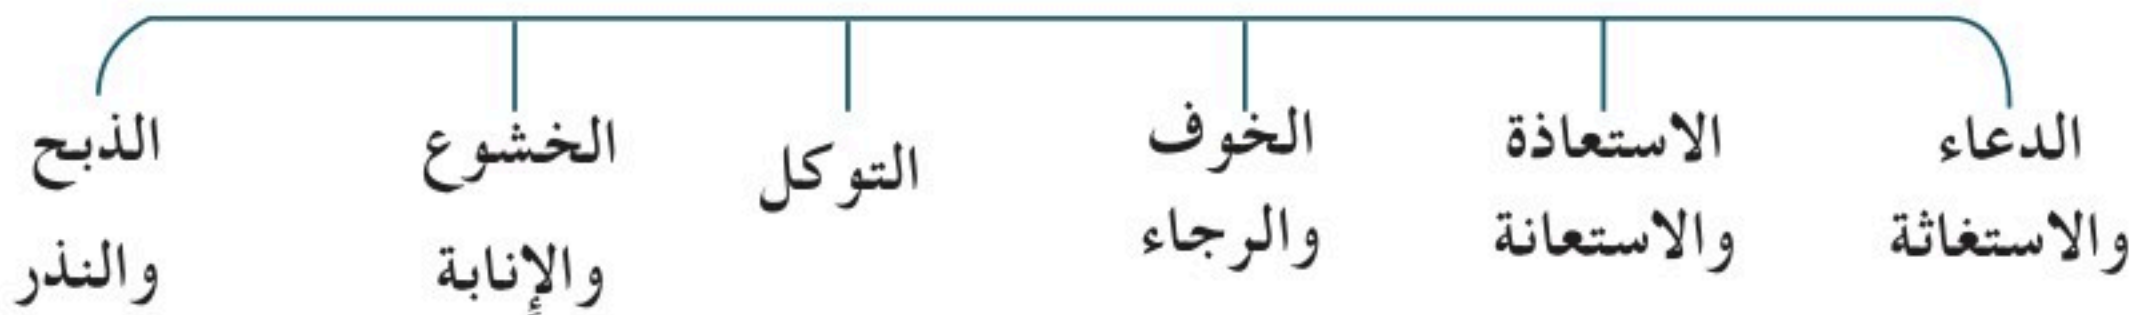 الدعاء
والاستغاثة
الاستعاذة
والاستعانة
الخوف
والرجاء
التوكل
الخشوع
والإنابة
الذبح
والنذر